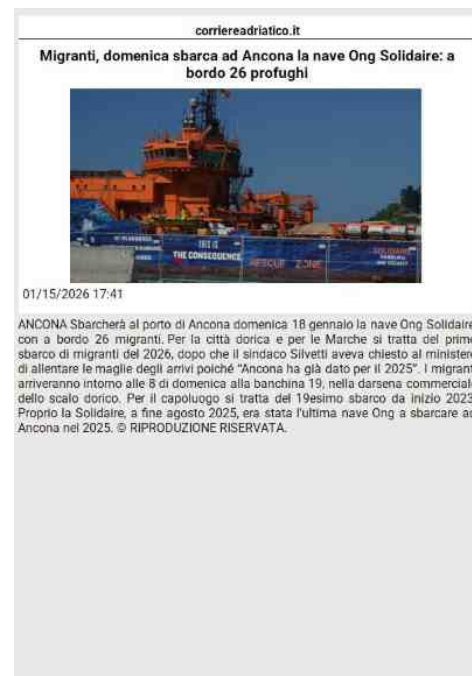 corriereadriatico.it
Migranti, domenica sbarca ad Ancona la nave Ong Solidaire: a
bordo 26 profughi
THIS IS
THE CONSEQUENCE
RESCUE ZONE
SOLIDAIRE
01/15/2026 17:41
ANCONA Sbarcherà al porto di Ancona domenica 18 gennaio la nave Ong Solidaire
con a bordo 26 migranti. Per la città dorica e per le Marche si tratta del primo
sbarco di migranti del 2026, dopo che il sindaco Silvetti aveva chiesto al ministero
di allentare le maglie degli arrivi poiché “Ancona ha già dato per il 2025”. I migrant
arriveranno intorno alle 8 di domenica alla banchina 19, nella darsena commerciale
dello scalo dorico. Per il capoluogo si tratta del 19esimo sbarco da inizio 2023
Proprio la Solidaire, a fine agosto 2025, era stata l'ultima nave Ong a sbarcare ad
Ancona nel 2025. © RIPRODUZIONE RISERVATA.